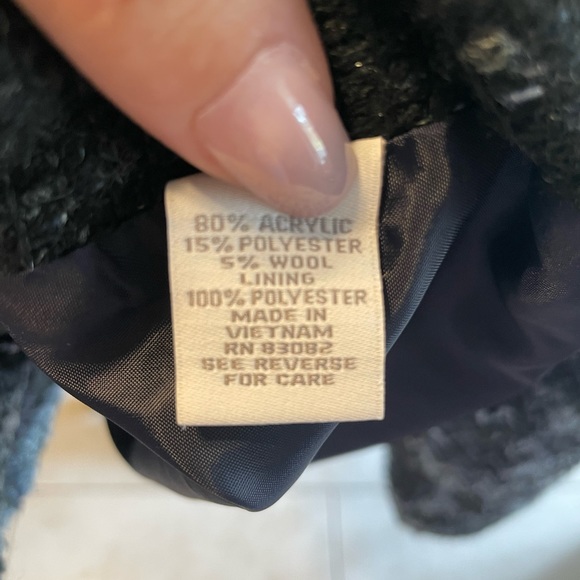 80% ACRYLIC
15% POLYESTER
5% WOOL
LINING
100% POLYESTER
MADE IN
VIETNAM
RN 83082
SEE REVERSE
FOR CARE